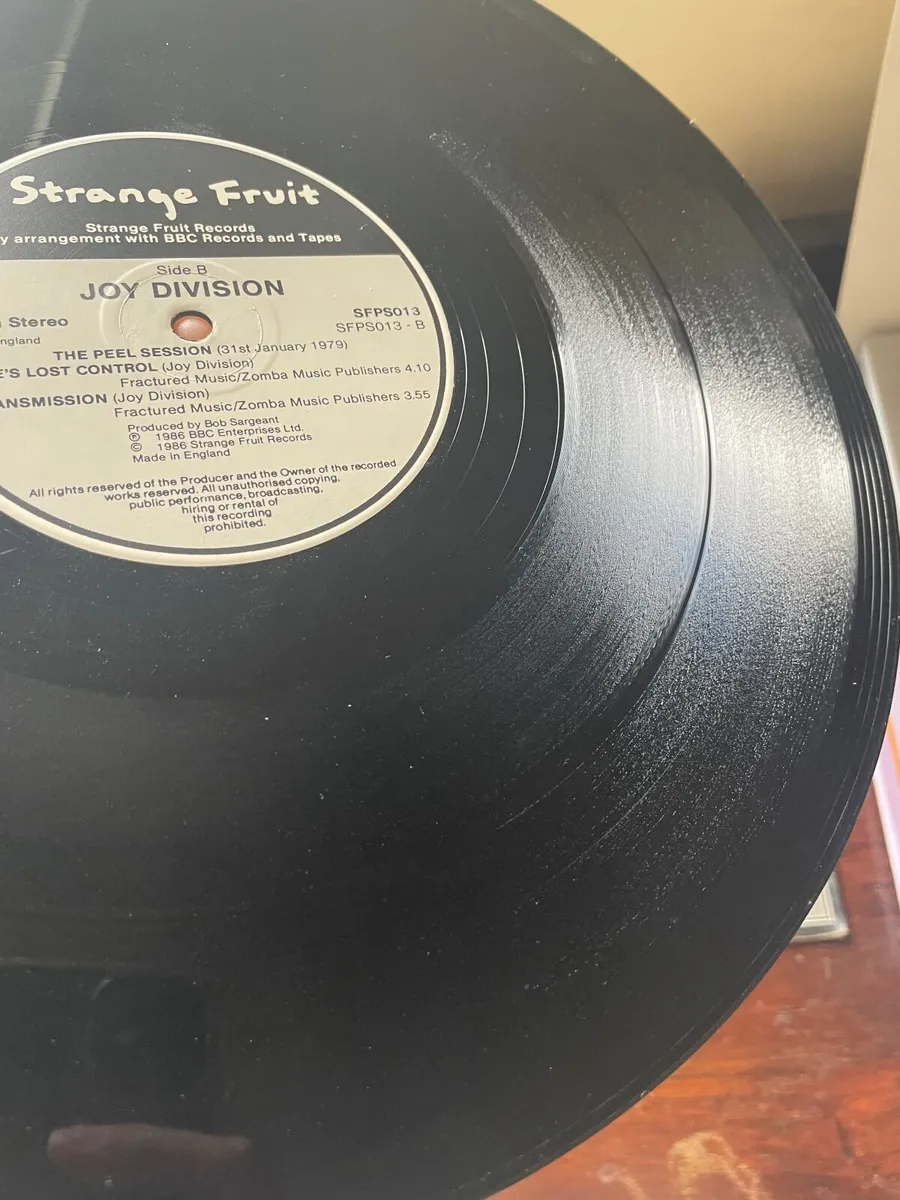 Strange Fruit
Strange Fruit Records
y arrangement with BBC Records and Tapes
Side B
JOY DIVISION
Stereo
SFPS013
SFPS013 - B
ngland
THE PEEL SESSION (31st January 1979)
E'S LOST CONTROL (Joy Division)
Fractured Music/Zomba Music Publishers 4.10
ANSMISSION (Joy Division)
Fractured Music/Zomba Music Publishers 3.55
Produced by Bob Sargeant
℗ 1986 BBC Enterprises Ltd.
© 1986 Strange Fruit Records
Made in England
All rights reserved of the Producer and the Owner of the recorded
works reserved. All unauthorised copying,
public performance, broadcasting,
hiring or rental of
this recording
prohibited.